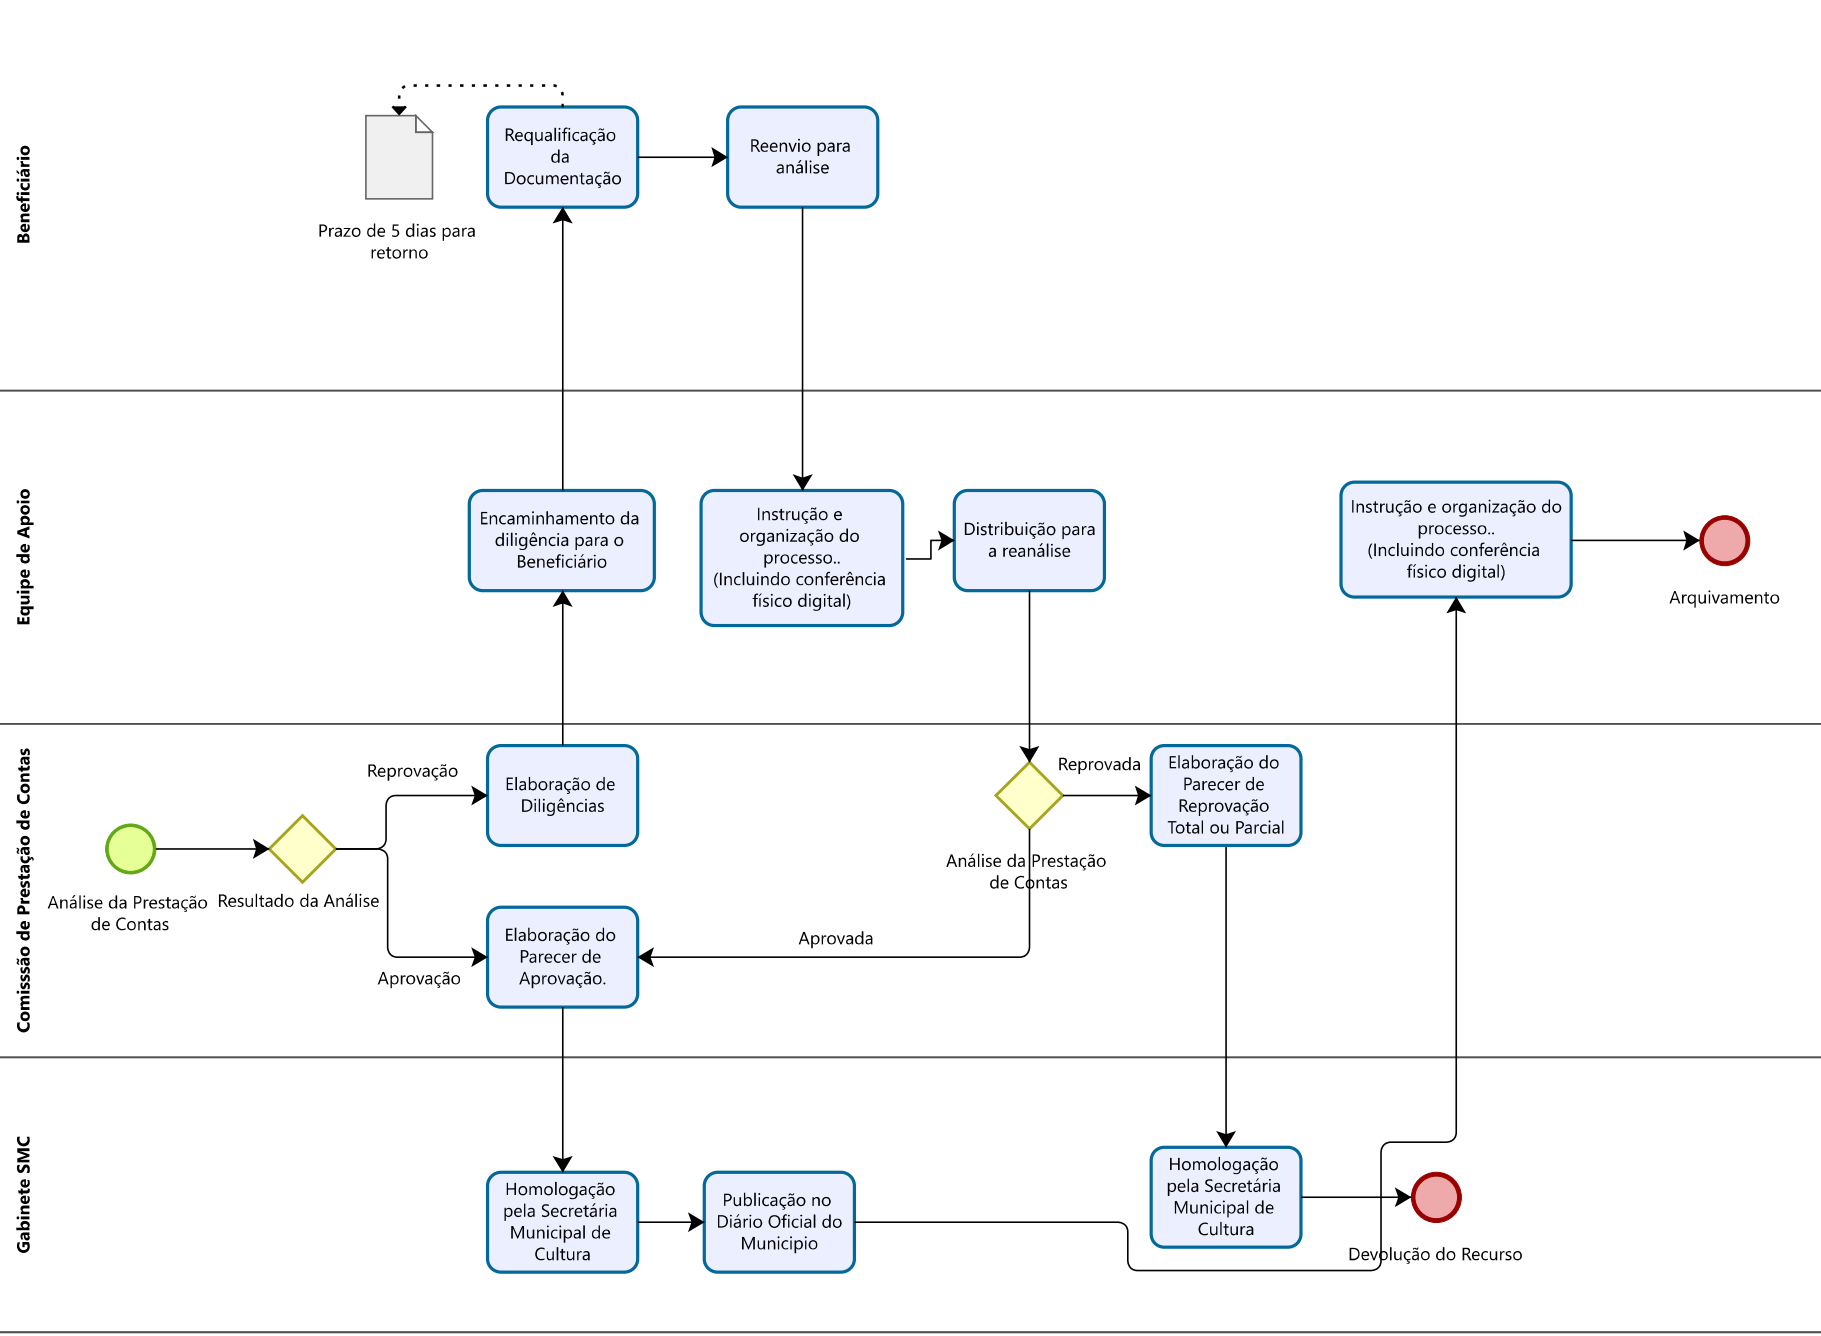 Beneficiário
Requalificação
da
Documentação
Reenvio para
análise
Prazo de 5 dias para
retorno
Equipe de Apoio
Encaminhamento da
diligência para o
Beneficiário
Instrução e
organização do
processo..
(Incluindo conferência
físico digital)
Distribuição para
a reanálise
Instrução e organização do
processo..
(Incluindo conferência
físico digital)
Arquivamento
Comisssão de Prestação de Contas
Análise da Prestação
de Contas
Resultado da Análise
Reprovação
Elaboração de
Diligências
Aprovação
Elaboração do
Parecer de
Aprovação.
Aprovada
Análise da Prestação
de Contas
Reprovada
Elaboração do
Parecer de
Reprovação
Total ou Parcial
Gabinete SMC
Homologação
pela Secretária
Municipal de
Cultura
Publicação no
Diário Oficial do
Municipio
Homologação
pela Secretária
Municipal de
Cultura
Devolução do Recurso